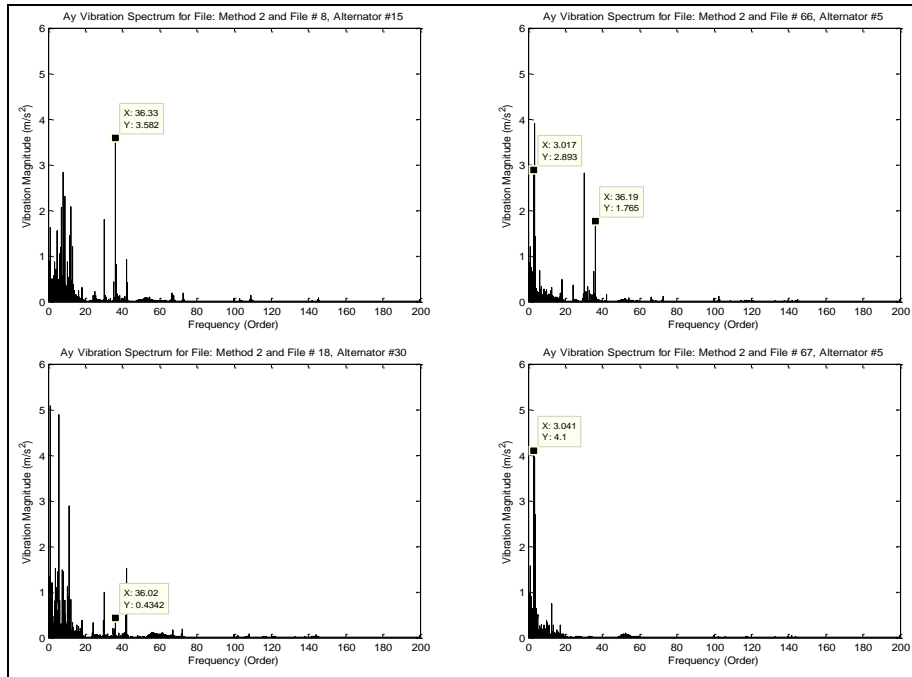 Ay Vibration Spectrum for File: Method 2 and File # 8, Alternator #15
Vibration Magnitude (m/s²)
6
5
4
3
2
1
0
X: 36.33
Y: 3.582
0 20 40 60 80 100 120 140 160 180 200
Frequency (Order)
Ay Vibration Spectrum for File: Method 2 and File # 66, Alternator #5
Vibration Magnitude (m/s²)
6
5
4
3
2
1
0
X: 3.017
Y: 2.893
X: 36.19
Y: 1.765
0 20 40 60 80 100 120 140 160 180 200
Frequency (Order)
Ay Vibration Spectrum for File: Method 2 and File # 18, Alternator #30
Vibration Magnitude (m/s²)
6
5
4
3
2
1
0
X: 36.02
Y: 0.4342
0 20 40 60 80 100 120 140 160 180 200
Frequency (Order)
Ay Vibration Spectrum for File: Method 2 and File # 67, Alternator #5
Vibration Magnitude (m/s²)
6
5
4
3
2
1
0
X: 3.041
Y: 4.1
0 20 40 60 80 100 120 140 160 180 200
Frequency (Order)